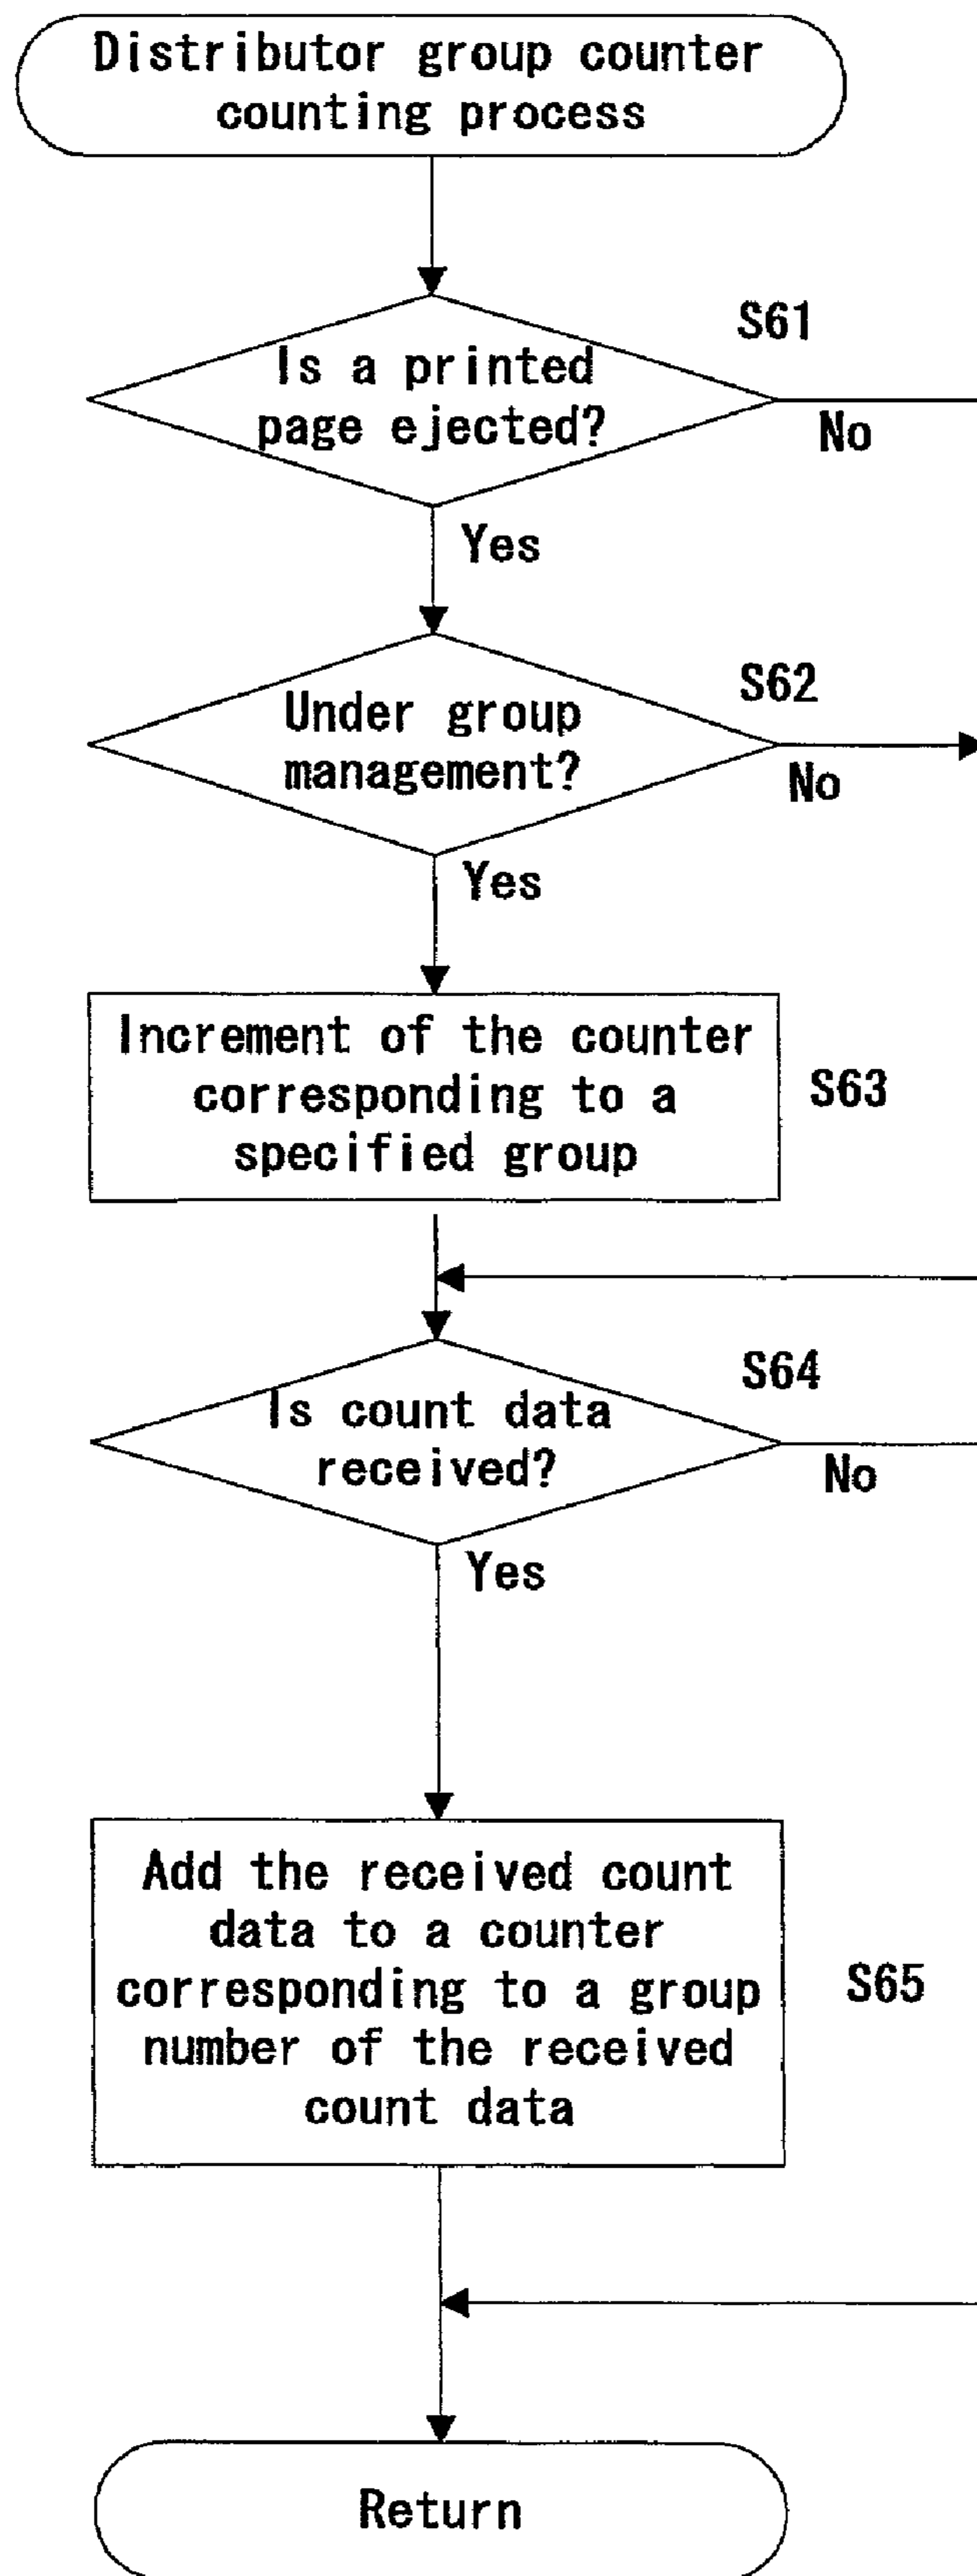 Distributor group counter
counting process
S61
Is a printed
page ejected?
No
Yes
S62
Under group
management?
No
Yes
Increment of the counter
corresponding to a
specified group
S63
S64
Is count data
received?
No
Yes
Add the received count
data to a counter
corresponding to a group
number of the received
count data
S65
Return